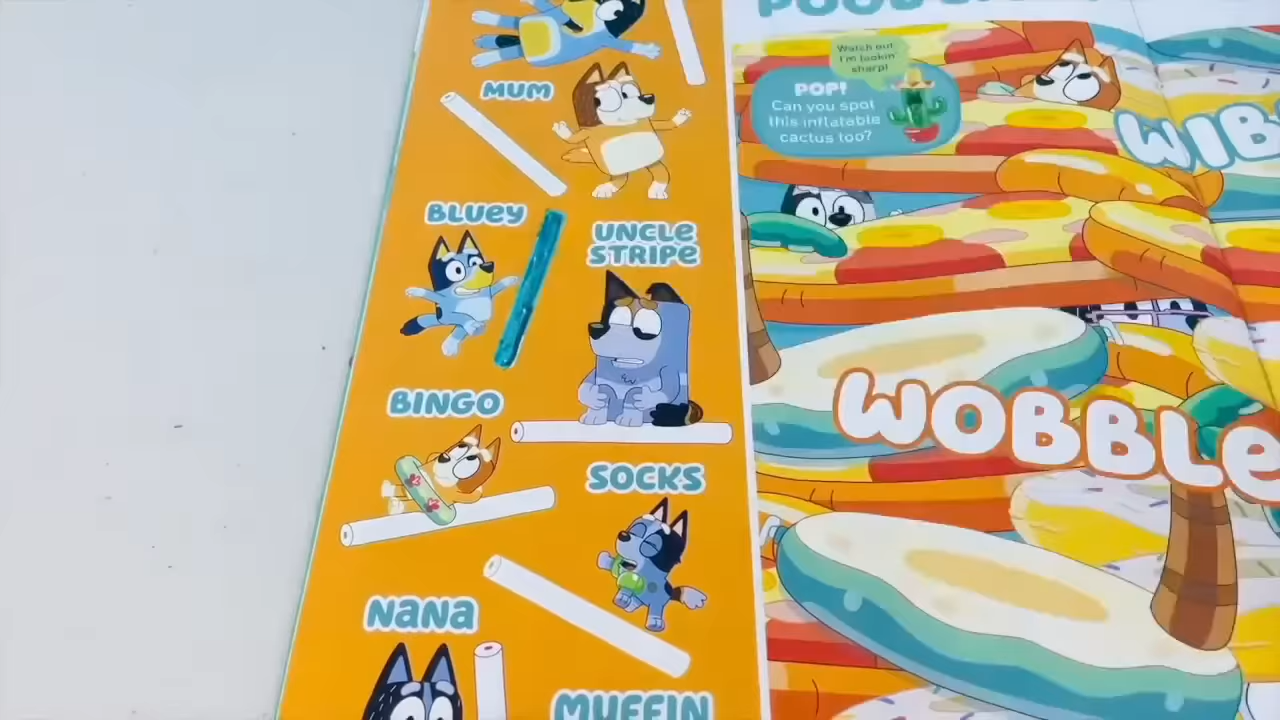 MUM
BLUEY
UNCLE
STRIPE
BINGO
SOCKS
NANA
MUFFIN
Watch out
I'm lookin'
sharp!
POP!
Can you spot
this inflatable
cactus too?
WOBBLE